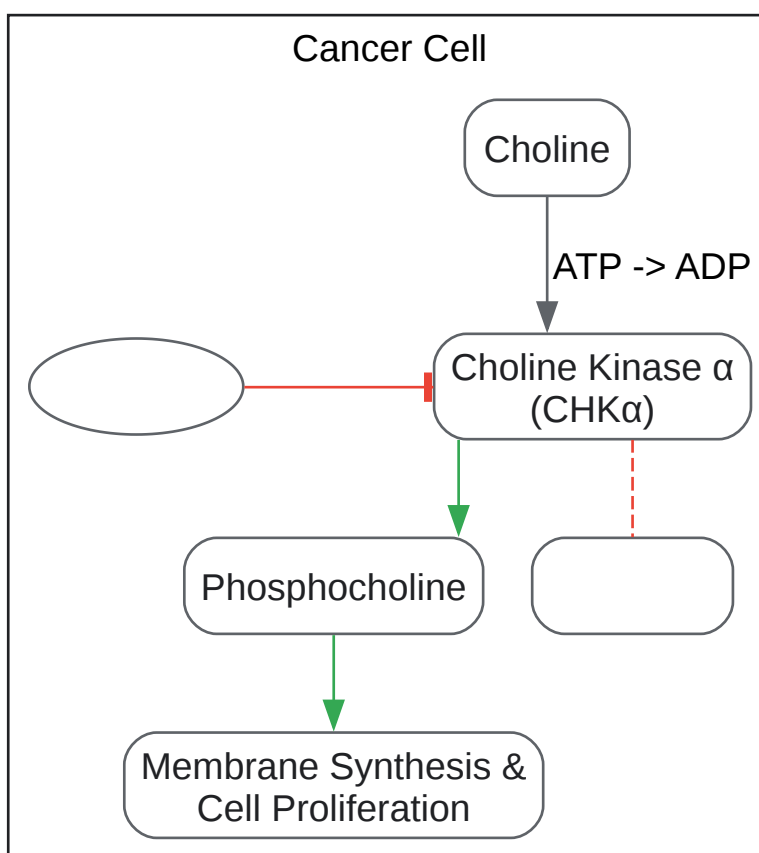 Cancer Cell
Choline
ATP -> ADP
Choline Kinase α
(CHKα)
Phosphocholine
Membrane Synthesis &
Cell Proliferation